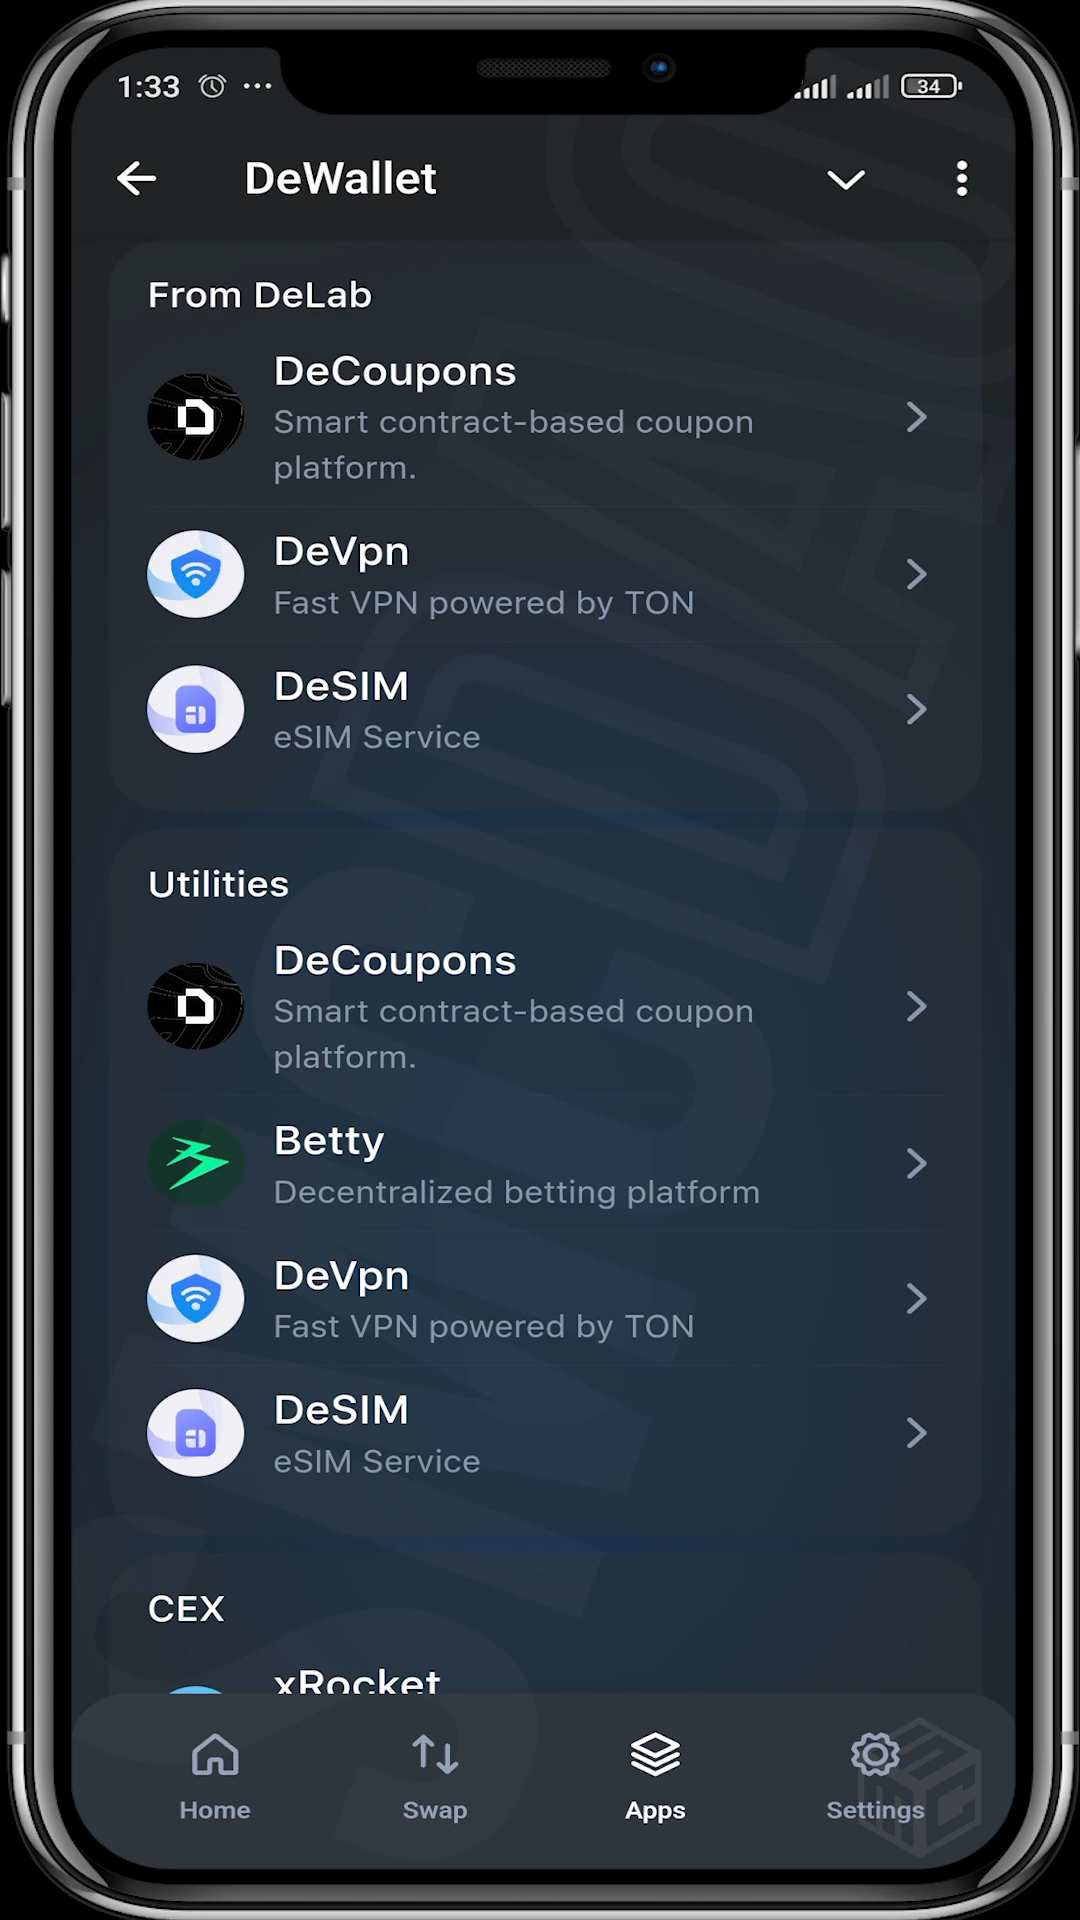 1:33
34
DeWallet
From DeLab
DeCoupons
Smart contract-based coupon
platform.
DeVpn
Fast VPN powered by TON
DeSIM
eSIM Service
Utilities
DeCoupons
Smart contract-based coupon
platform.
Betty
Decentralized betting platform
DeVpn
Fast VPN powered by TON
DeSIM
eSIM Service
CEX
xRocket
Home
Swap
Apps
Settings